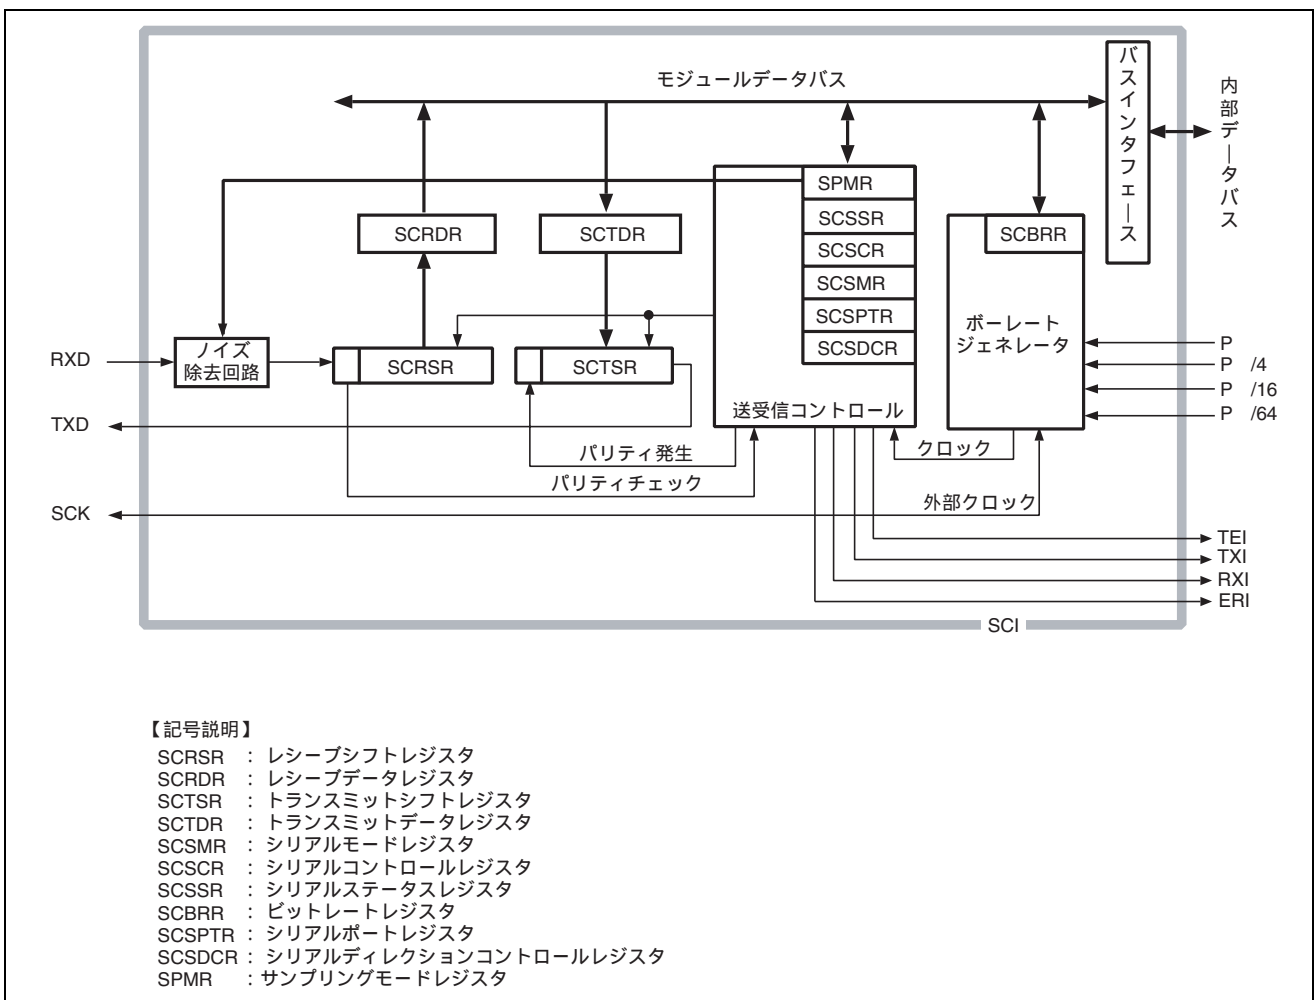 モジュールデータバス
バスインタフェース
内部データバス
SPMR
SCSSR
SCSCR
SCSMR
SCSPTR
SCSDCR
SCRDR
SCTDR
SCBRR
ボーレート
ジェネレータ
RXD
ノイズ
除去回路
SCRSR
SCTSR
P
P /4
P /16
P /64
TXD
送受信コントロール
パリティ発生
クロック
パリティチェック
SCK
外部クロック
TEI
TXI
RXI
ERI
SCI
【記号説明】
SCRSR : レシーブシフトレジスタ
SCRDR : レシーブデータレジスタ
SCTSR : トランスミットシフトレジスタ
SCTDR : トランスミットデータレジスタ
SCSMR : シリアルモードレジスタ
SCSCR : シリアルコントロールレジスタ
SCSSR : シリアルステータスレジスタ
SCBRR : ビットレートレジスタ
SCSPTR : シリアルポートレジスタ
SCSDCR : シリアルディレクションコントロールレジスタ
SPMR : サンプリングモードレジスタ